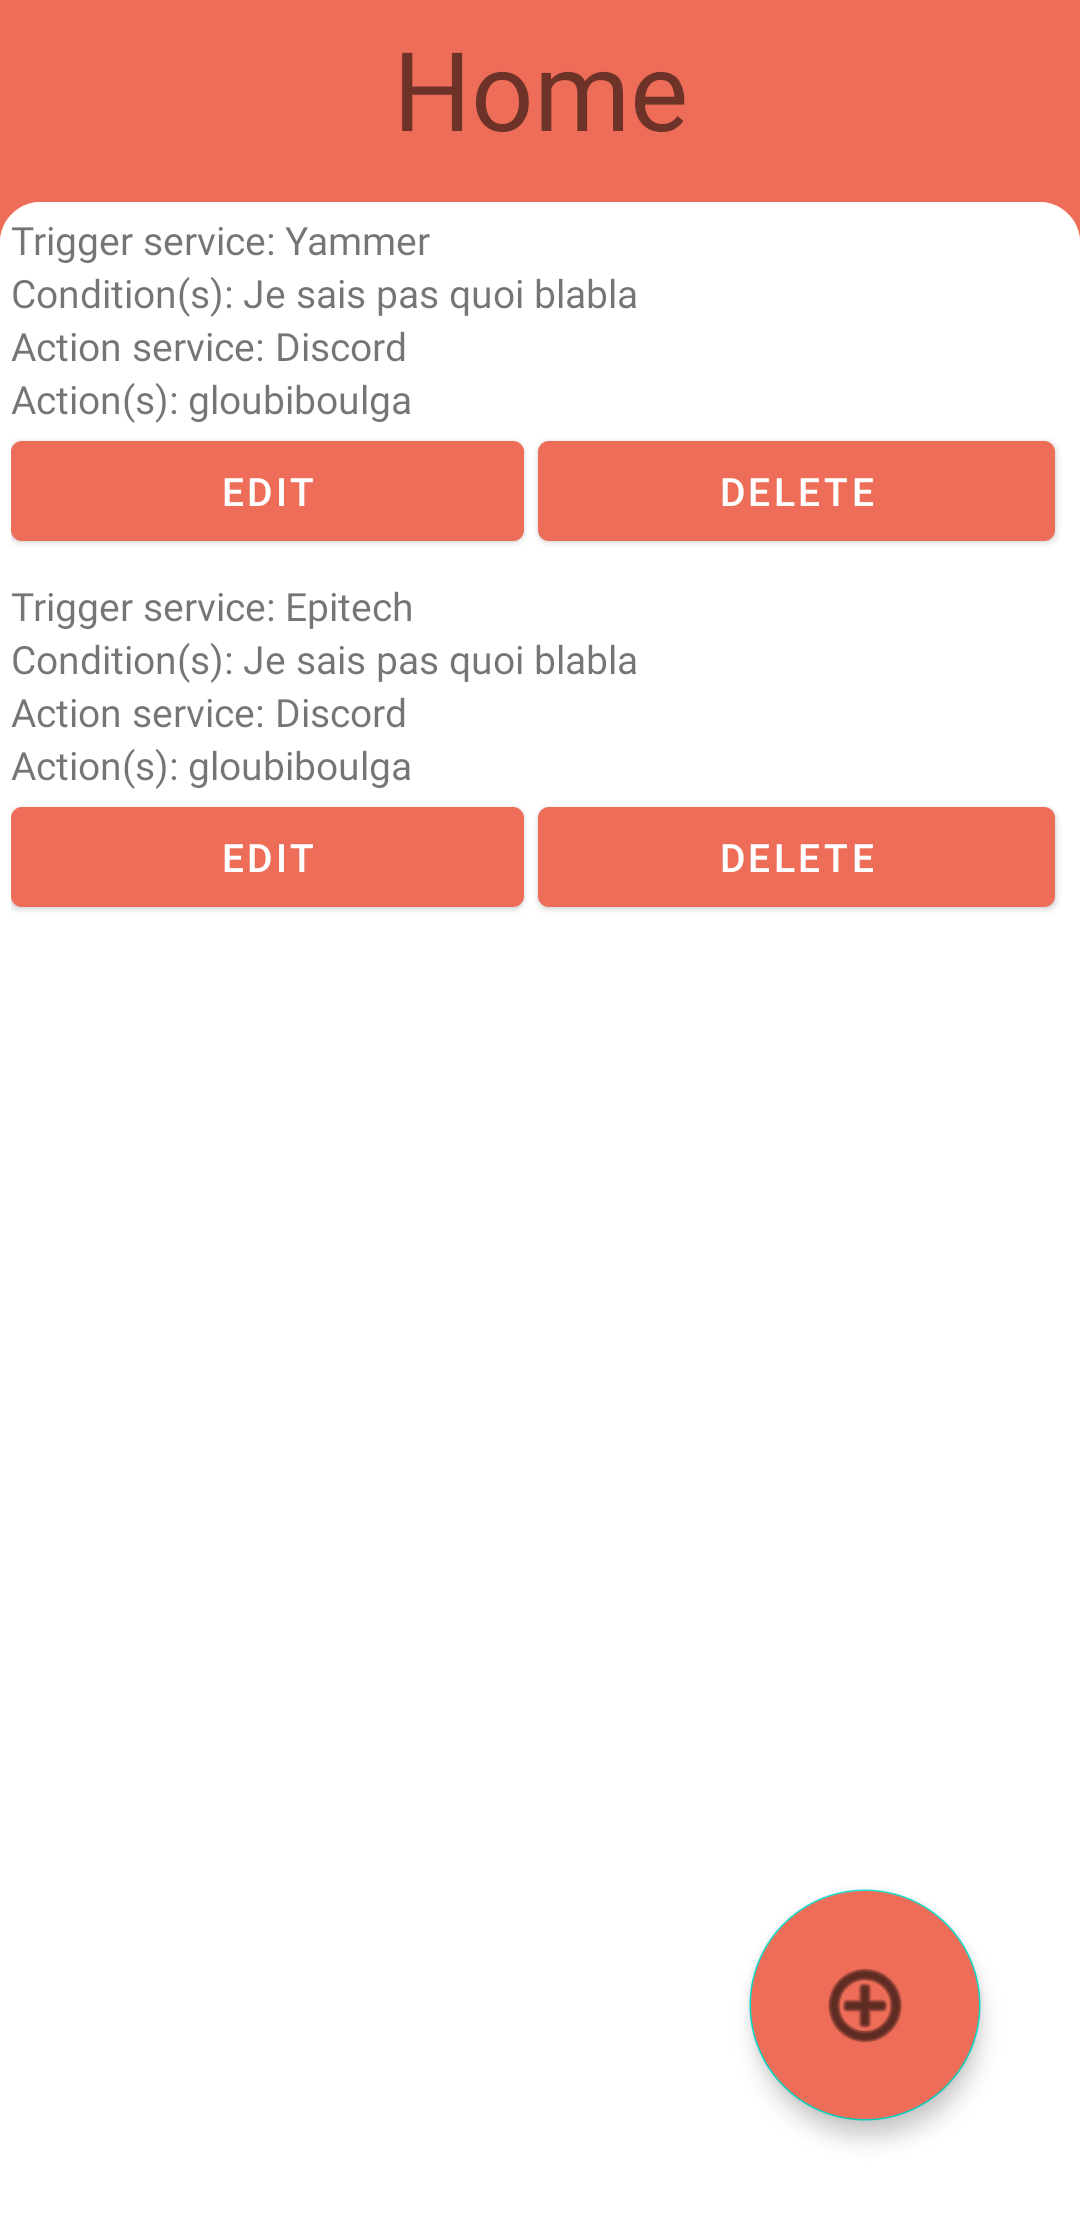 Home
Trigger service: Yammer
Condition(s): Je sais pas quoi blabla
Action service: Discord
Action(s): gloubiboulga
EDIT DELETE
Trigger service: Epitech
Condition(s): Je sais pas quoi blabla
Action service: Discord
Action(s): gloubiboulga
EDIT DELETE